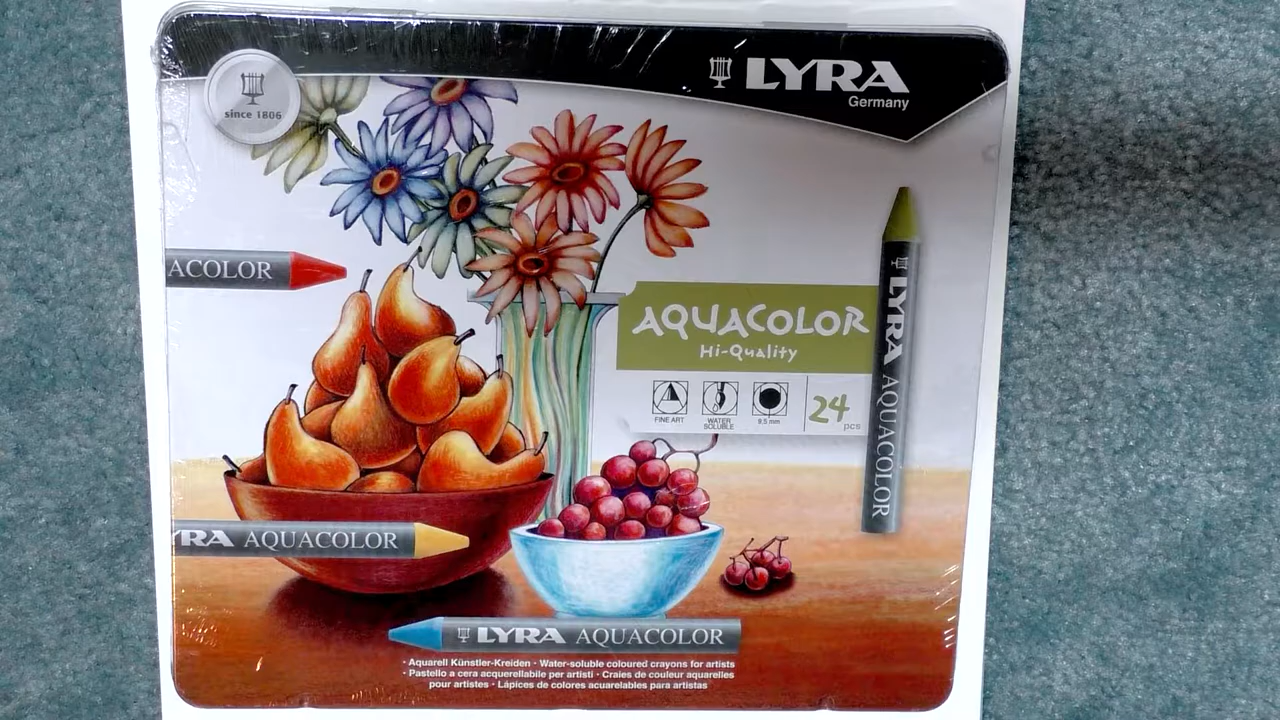 LYRA
Germany
since 1806
ACOLOR
AQUACOLOR
Hi-Quality
FINE ART
WATER SOLUBLE
9.5 mm
24
pcs
LYRA AQUACOLOR
RA AQUACOLOR
LYRA AQUACOLOR
· Aquarell Künstler-Kreiden · Water-soluble coloured crayons for artists
· Pastello a cera acquerellabile per artisti · Craies de couleur aquarelles
pour artistes · Lápices de colores acuarelables para artistas